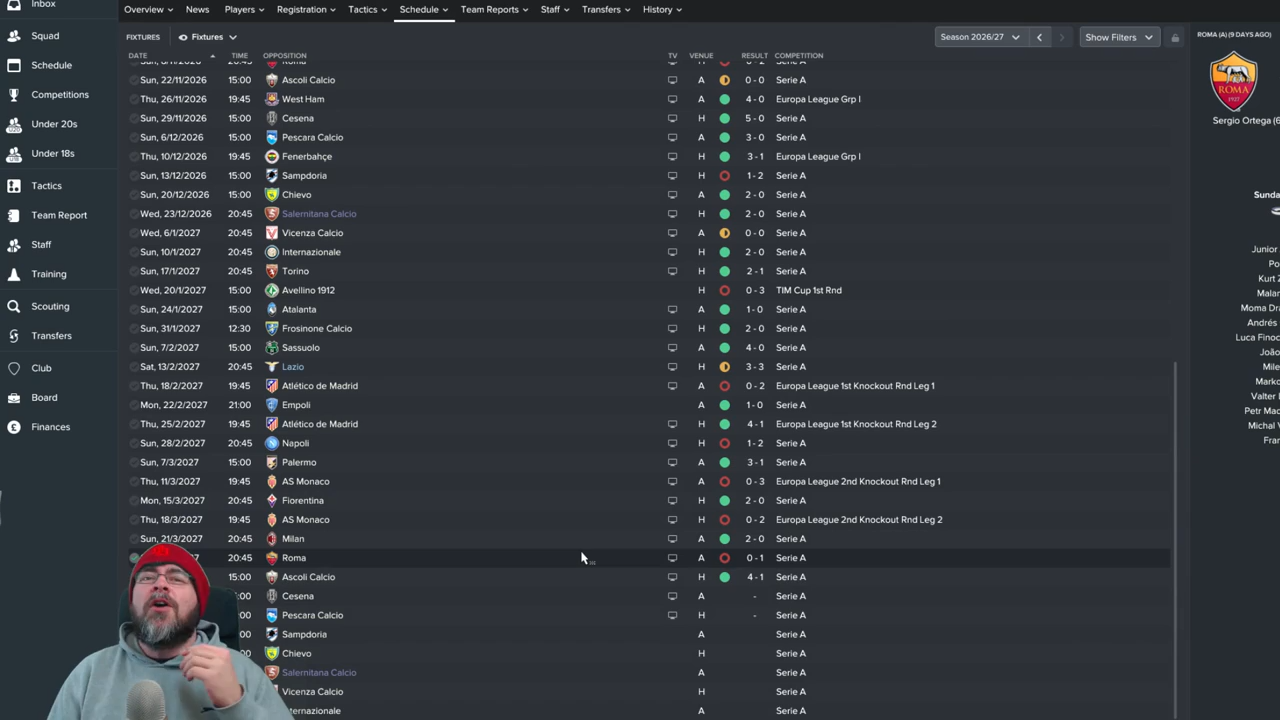 Inbox
Overview News Players Registration Tactics Schedule Team Reports Staff Transfers History
Squad
Schedule
Competitions
Under 20s
Under 18s
Tactics
Team Report
Staff
Training
Scouting
Transfers
Club
Board
Finances
FIXTURES Fixtures Season 2026/27 Show Filters
DATE TIME OPPOSITION TV VENUE RESULT COMPETITION
Sun, 22/11/2026 15:00 Ascoli Calcio A 0 - 0 Serie A
Thu, 26/11/2026 19:45 West Ham A 4 - 0 Europa League Grp I
Sun, 29/11/2026 15:00 Cesena H 5 - 0 Serie A
Sun, 6/12/2026 15:00 Pescara Calcio A 3 - 0 Serie A
Thu, 10/12/2026 19:45 Fenerbahçe H 3 - 1 Europa League Grp I
Sun, 13/12/2026 15:00 Sampdoria H 1 - 2 Serie A
Sun, 20/12/2026 15:00 Chievo A 2 - 0 Serie A
Wed, 23/12/2026 20:45 Salernitana Calcio H 2 - 0 Serie A
Wed, 6/1/2027 20:45 Vicenza Calcio A 0 - 0 Serie A
Sun, 10/1/2027 20:45 Internazionale H 2 - 0 Serie A
Sun, 17/1/2027 20:45 Torino A 2 - 1 Serie A
Wed, 20/1/2027 15:00 Avellino 1912 H 0 - 3 TIM Cup 1st Rnd
Sun, 24/1/2027 15:00 Atalanta A 1 - 0 Serie A
Sun, 31/1/2027 12:30 Frosinone Calcio H 2 - 0 Serie A
Sun, 7/2/2027 15:00 Sassuolo A 4 - 0 Serie A
Sat, 13/2/2027 20:45 Lazio H 3 - 3 Serie A
Thu, 18/2/2027 19:45 Atlético de Madrid A 0 - 2 Europa League 1st Knockout Rnd Leg 1
Mon, 22/2/2027 21:00 Empoli A 1 - 0 Serie A
Thu, 25/2/2027 19:45 Atlético de Madrid H 4 - 1 Europa League 1st Knockout Rnd Leg 2
Sun, 28/2/2027 20:45 Napoli H 1 - 2 Serie A
Sun, 7/3/2027 15:00 Palermo A 3 - 1 Serie A
Thu, 11/3/2027 19:45 AS Monaco A 0 - 3 Europa League 2nd Knockout Rnd Leg 1
Mon, 15/3/2027 20:45 Fiorentina H 2 - 0 Serie A
Thu, 18/3/2027 19:45 AS Monaco H 0 - 2 Europa League 2nd Knockout Rnd Leg 2
Sun, 21/3/2027 20:45 Milan A 2 - 0 Serie A
20:45 Roma A 0 - 1 Serie A
15:00 Ascoli Calcio H 4 - 1 Serie A
Cesena A - Serie A
Pescara Calcio H - Serie A
Sampdoria A Serie A
Chievo H Serie A
Salernitana Calcio A Serie A
Vicenza Calcio H Serie A
A Serie A
ROMA (A) (9 DAYS AGO)
ROMA
1927
Sergio Ortega (6
Sunda
Junior
Po
Kurt
Malan
Moma Dra
Andrés
Luca Finoc
João
Mile
Marko
Valter
Petr Mac
Michal V
Fran